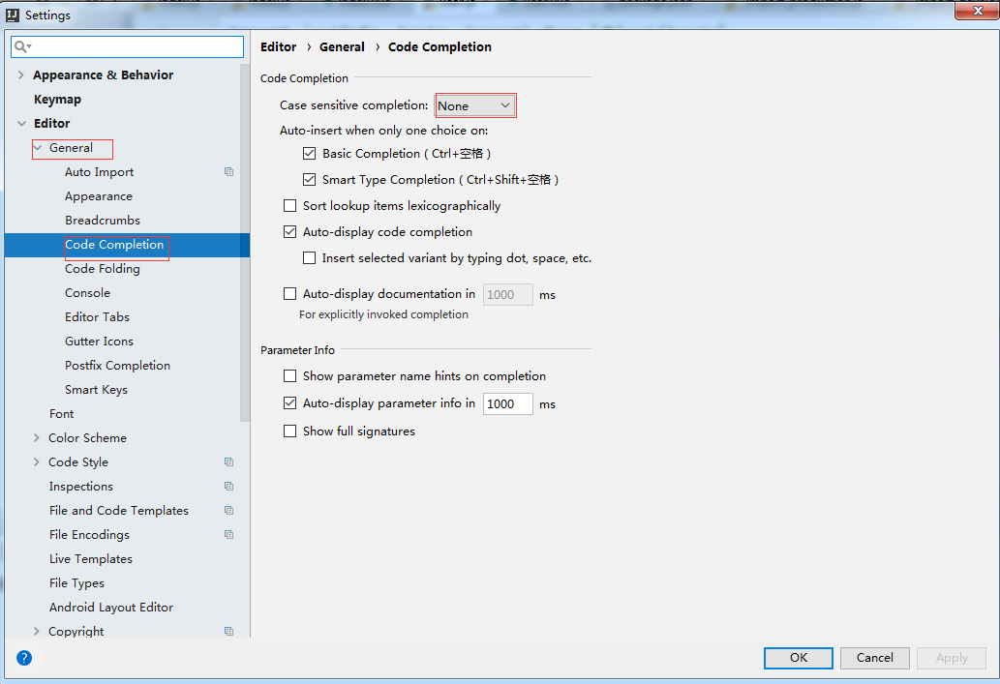 Settings
Appearance & Behavior
Keymap
Editor
General
Auto Import
Appearance
Breadcrumbs
Code Completion
Code Folding
Console
Editor Tabs
Gutter Icons
Postfix Completion
Smart Keys
Font
Color Scheme
Code Style
Inspections
File and Code Templates
File Encodings
Live Templates
File Types
Android Layout Editor
Copyright
Editor › General › Code Completion
Code Completion
Case sensitive completion: None
Auto-insert when only one choice on:
Basic Completion ( Ctrl+空格 )
Smart Type Completion ( Ctrl+Shift+空格 )
Sort lookup items lexicographically
Auto-display code completion
Insert selected variant by typing dot, space, etc.
Auto-display documentation in 1000 ms
For explicitly invoked completion
Parameter Info
Show parameter name hints on completion
Auto-display parameter info in 1000 ms
Show full signatures
? OK Cancel Apply